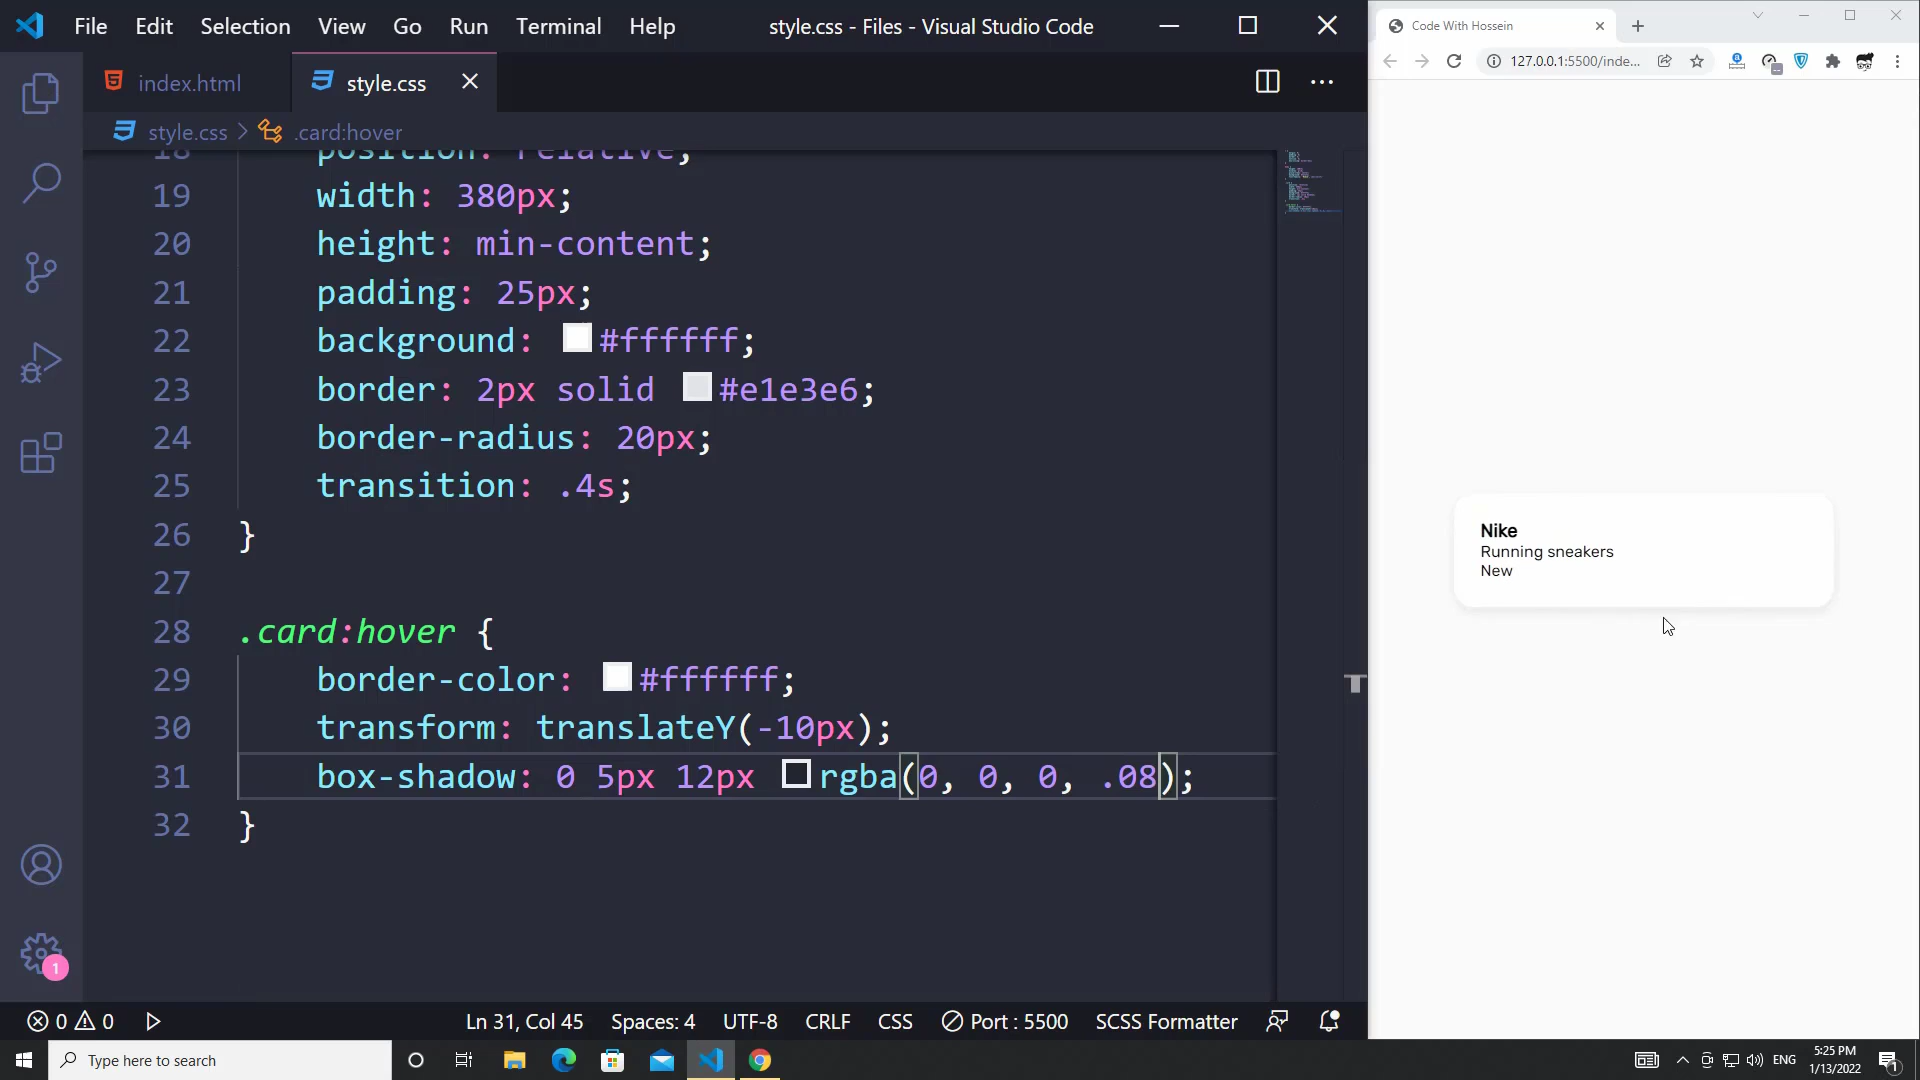 File Edit Selection View Go Run Terminal Help style.css - Files - Visual Studio Code
index.html style.css
style.css > .card:hover
18 position: relative;
19 width: 380px;
20 height: min-content;
21 padding: 25px;
22 background: #ffffff;
23 border: 2px solid #e1e3e6;
24 border-radius: 20px;
25 transition: .4s;
26 }
27
28 .card:hover {
29 border-color: #ffffff;
30 transform: translateY(-10px);
31 box-shadow: 0 5px 12px rgba(0, 0, 0, .08);
32 }
1
0 0 Ln 31, Col 45 Spaces: 4 UTF-8 CRLF CSS Port : 5500 SCSS Formatter
Code With Hossein
127.0.0.1:5500/inde...
Nike
Running sneakers
New
Type here to search
ENG
5:25 PM
1/13/2022
1